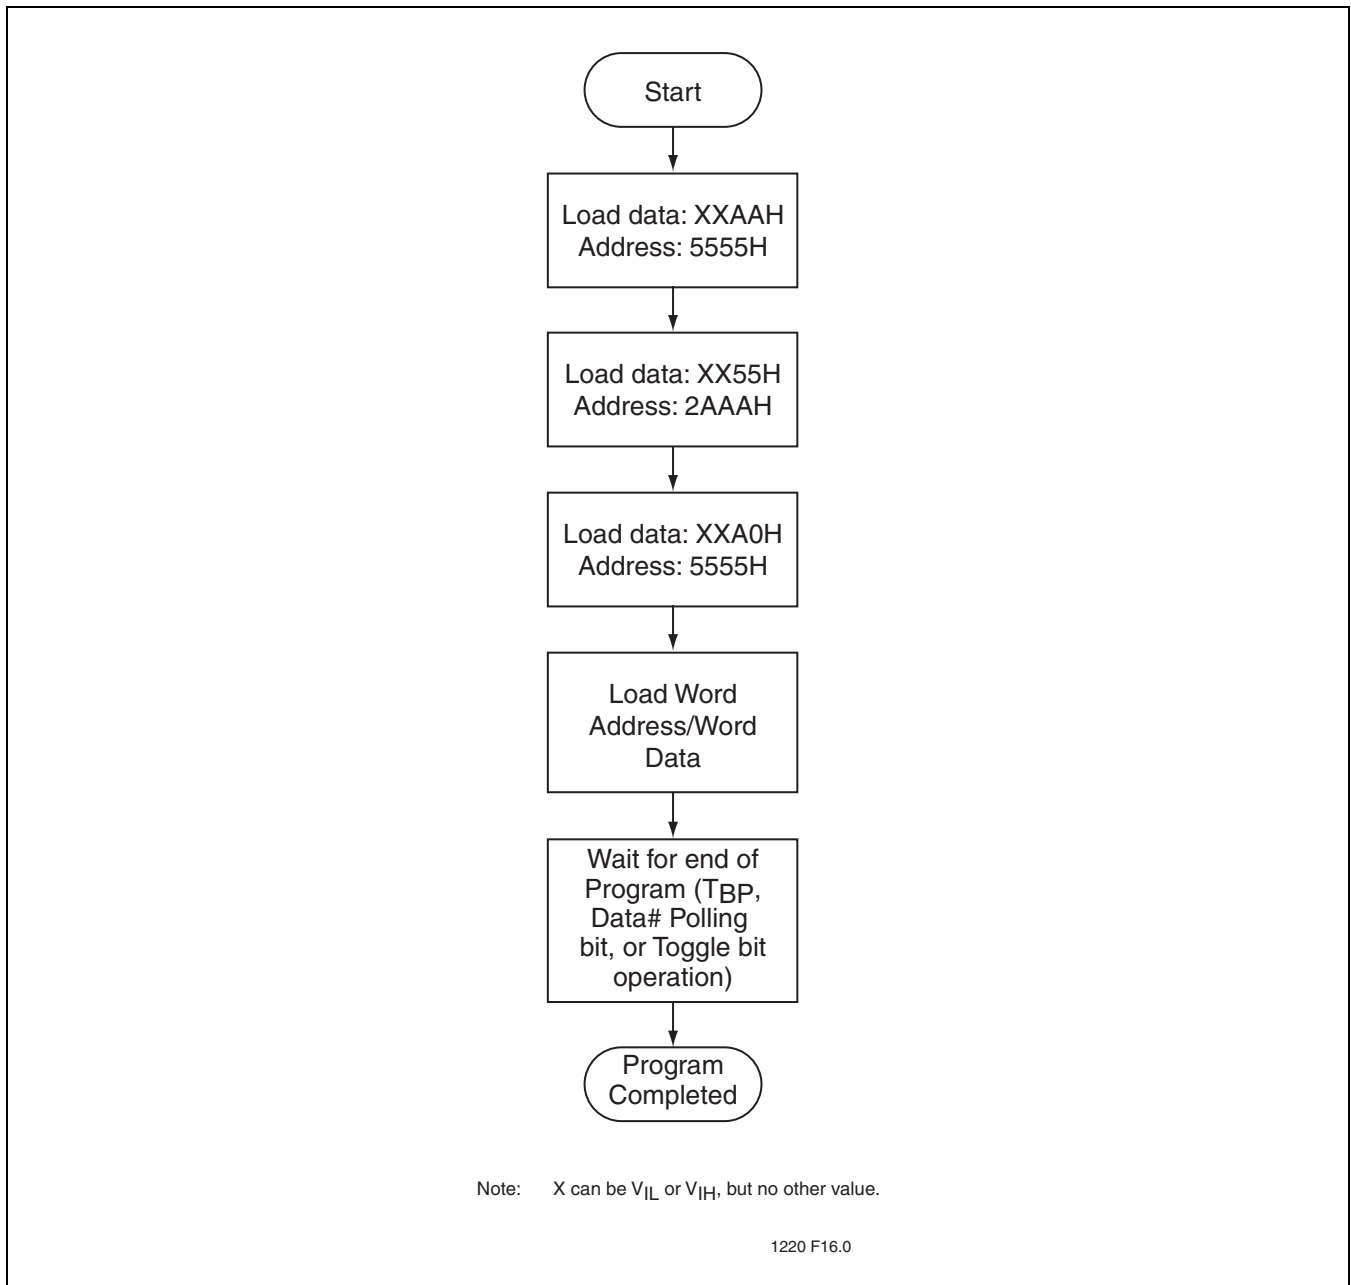 Start
Load data: XXAAH
Address: 5555H
Load data: XX55H
Address: 2AAAH
Load data: XXA0H
Address: 5555H
Load Word
Address/Word
Data
Wait for end of
Program (TBP,
Data# Polling
bit, or Toggle bit
operation)
Program
Completed
Note: X can be VIL or VIH, but no other value.
1220 F16.0